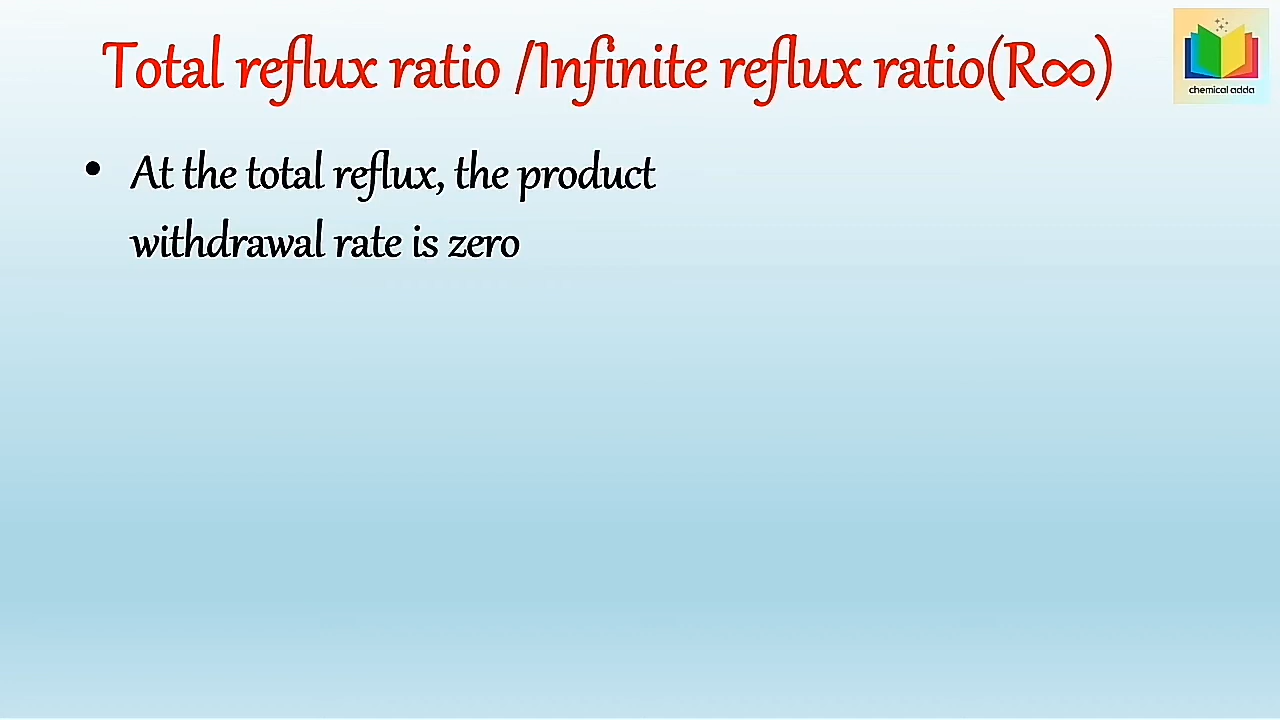 Total reflux ratio /Infinite reflux ratio(R∞)
chemical adda
• At the total reflux, the product
withdrawal rate is zero